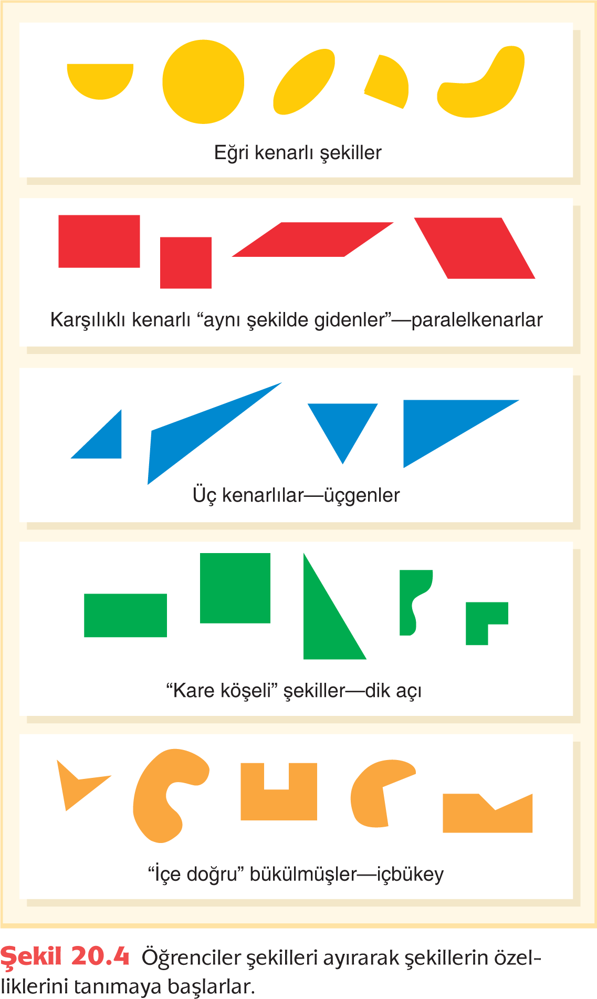 Eğri kenarlı şekiller
Karşılıklı kenarlı “aynı şekilde gidenler”—paralelkenarlar
Üç kenarlılar—üçgenler
“Kare köşeli” şekiller—dik açı
“İçe doğru” bükülmüşler—içbükey
Şekil 20.4 Öğrenciler şekilleri ayırarak şekillerin özel-
liklerini tanımaya başlarlar.